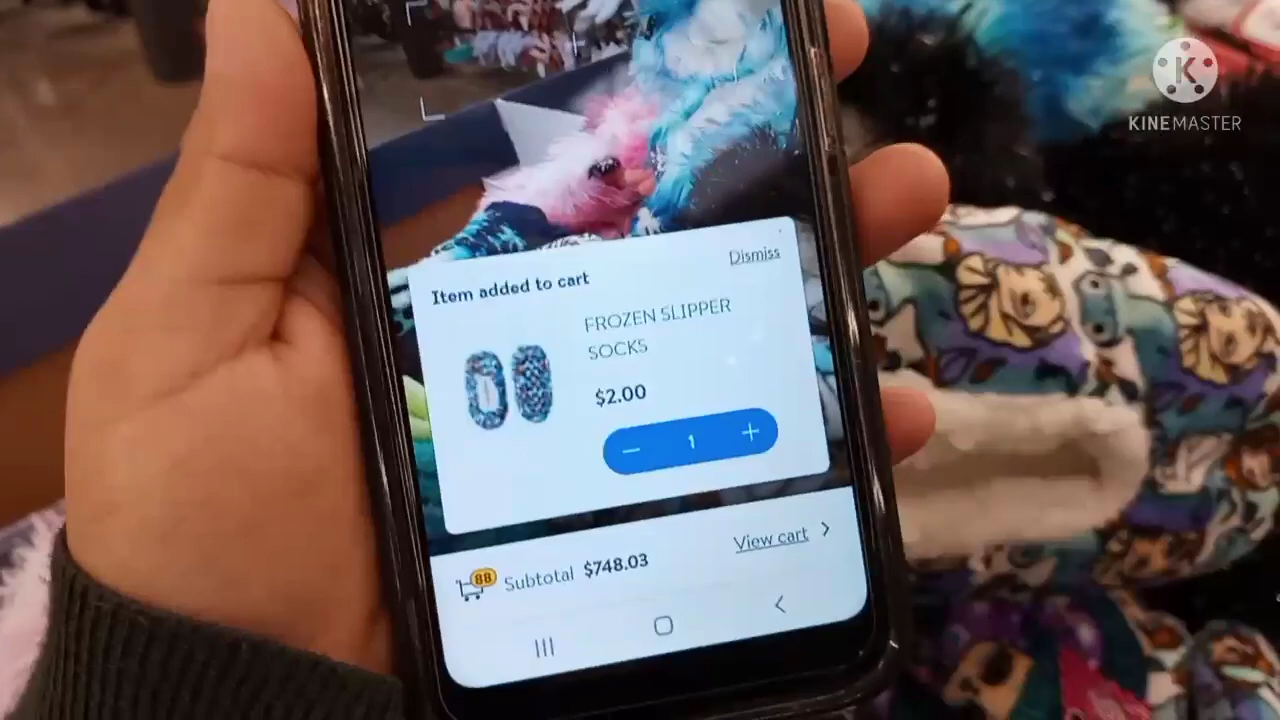 K
KINEMASTER
Item added to cart
Dismiss
FROZEN SLIPPER
SOCKS
$2.00
− 1 +
View cart >
88
Subtotal $748.03